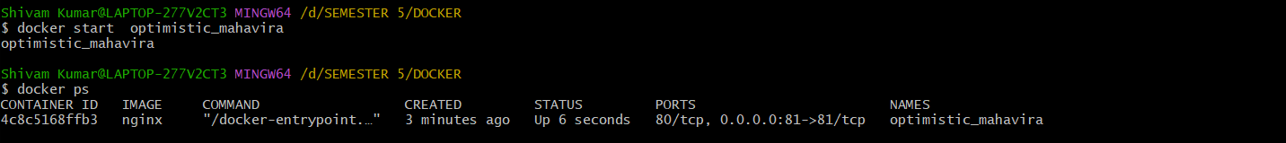 Shivam Kumar@LAPTOP-277V2CT3 MINGW64 /d/SEMESTER 5/DOCKER
$ docker start  optimistic_mahavira
optimistic_mahavira
Shivam Kumar@LAPTOP-277V2CT3 MINGW64 /d/SEMESTER 5/DOCKER
$ docker ps
CONTAINER ID   IMAGE     COMMAND                  CREATED         STATUS         PORTS                        NAMES
4c8c5168ffb3   nginx     "/docker-entrypoint.…"   3 minutes ago   Up 6 seconds   80/tcp, 0.0.0.0:81->81/tcp   optimistic_mahavira